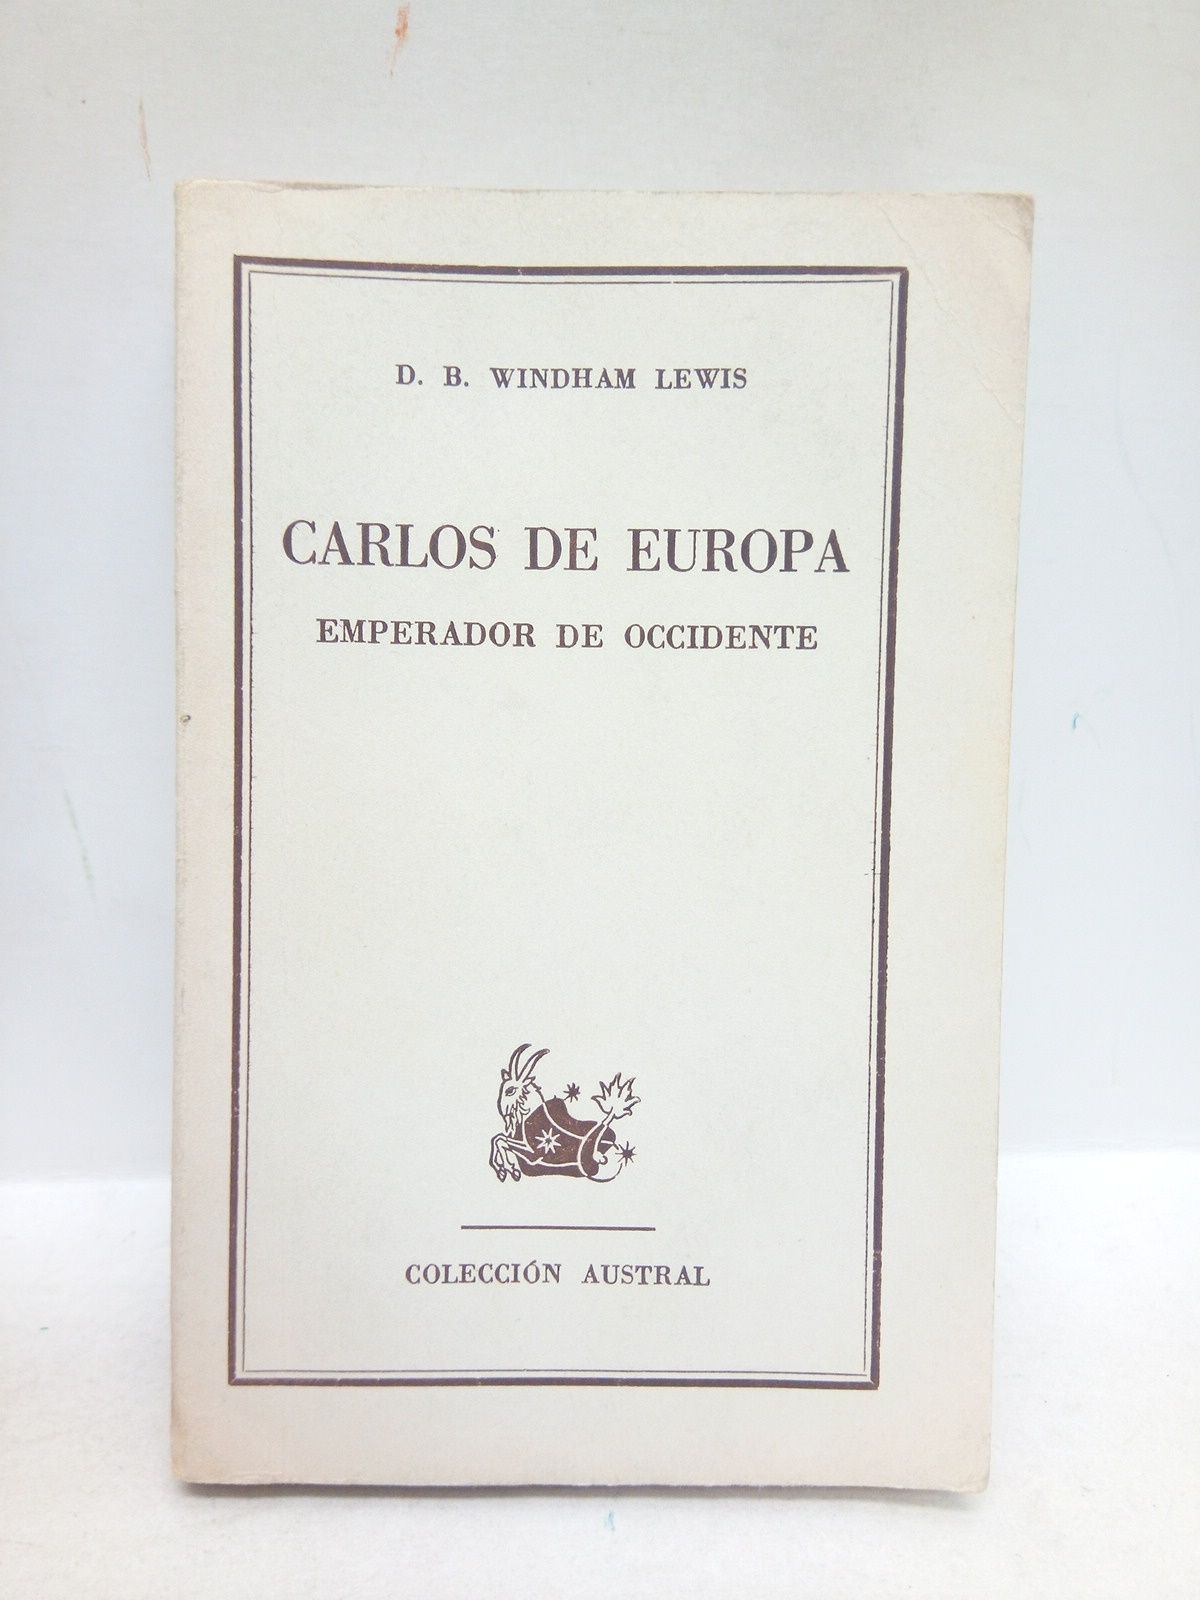 D. B. WINDHAM LEWIS
CARLOS DE EUROPA
EMPERADOR DE OCCIDENTE
COLECCIÓN AUSTRAL